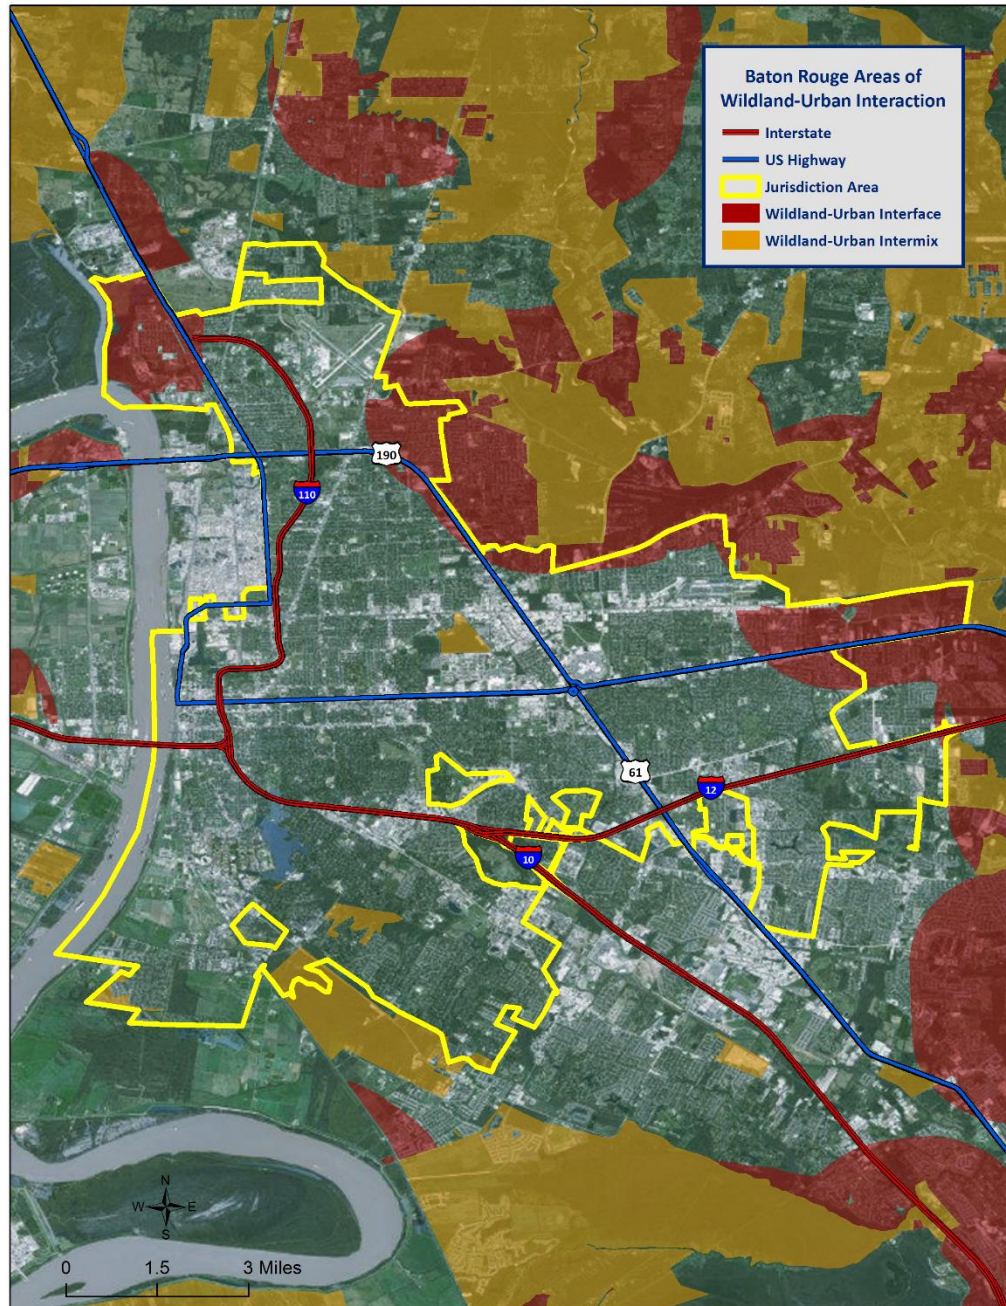 Baton Rouge Areas of
Wildland-Urban Interaction
Interstate
US Highway
Jurisdiction Area
Wildland-Urban Interface
Wildland-Urban Intermix
190
110
61
12
10
N
W E
S
0 1.5 3 Miles